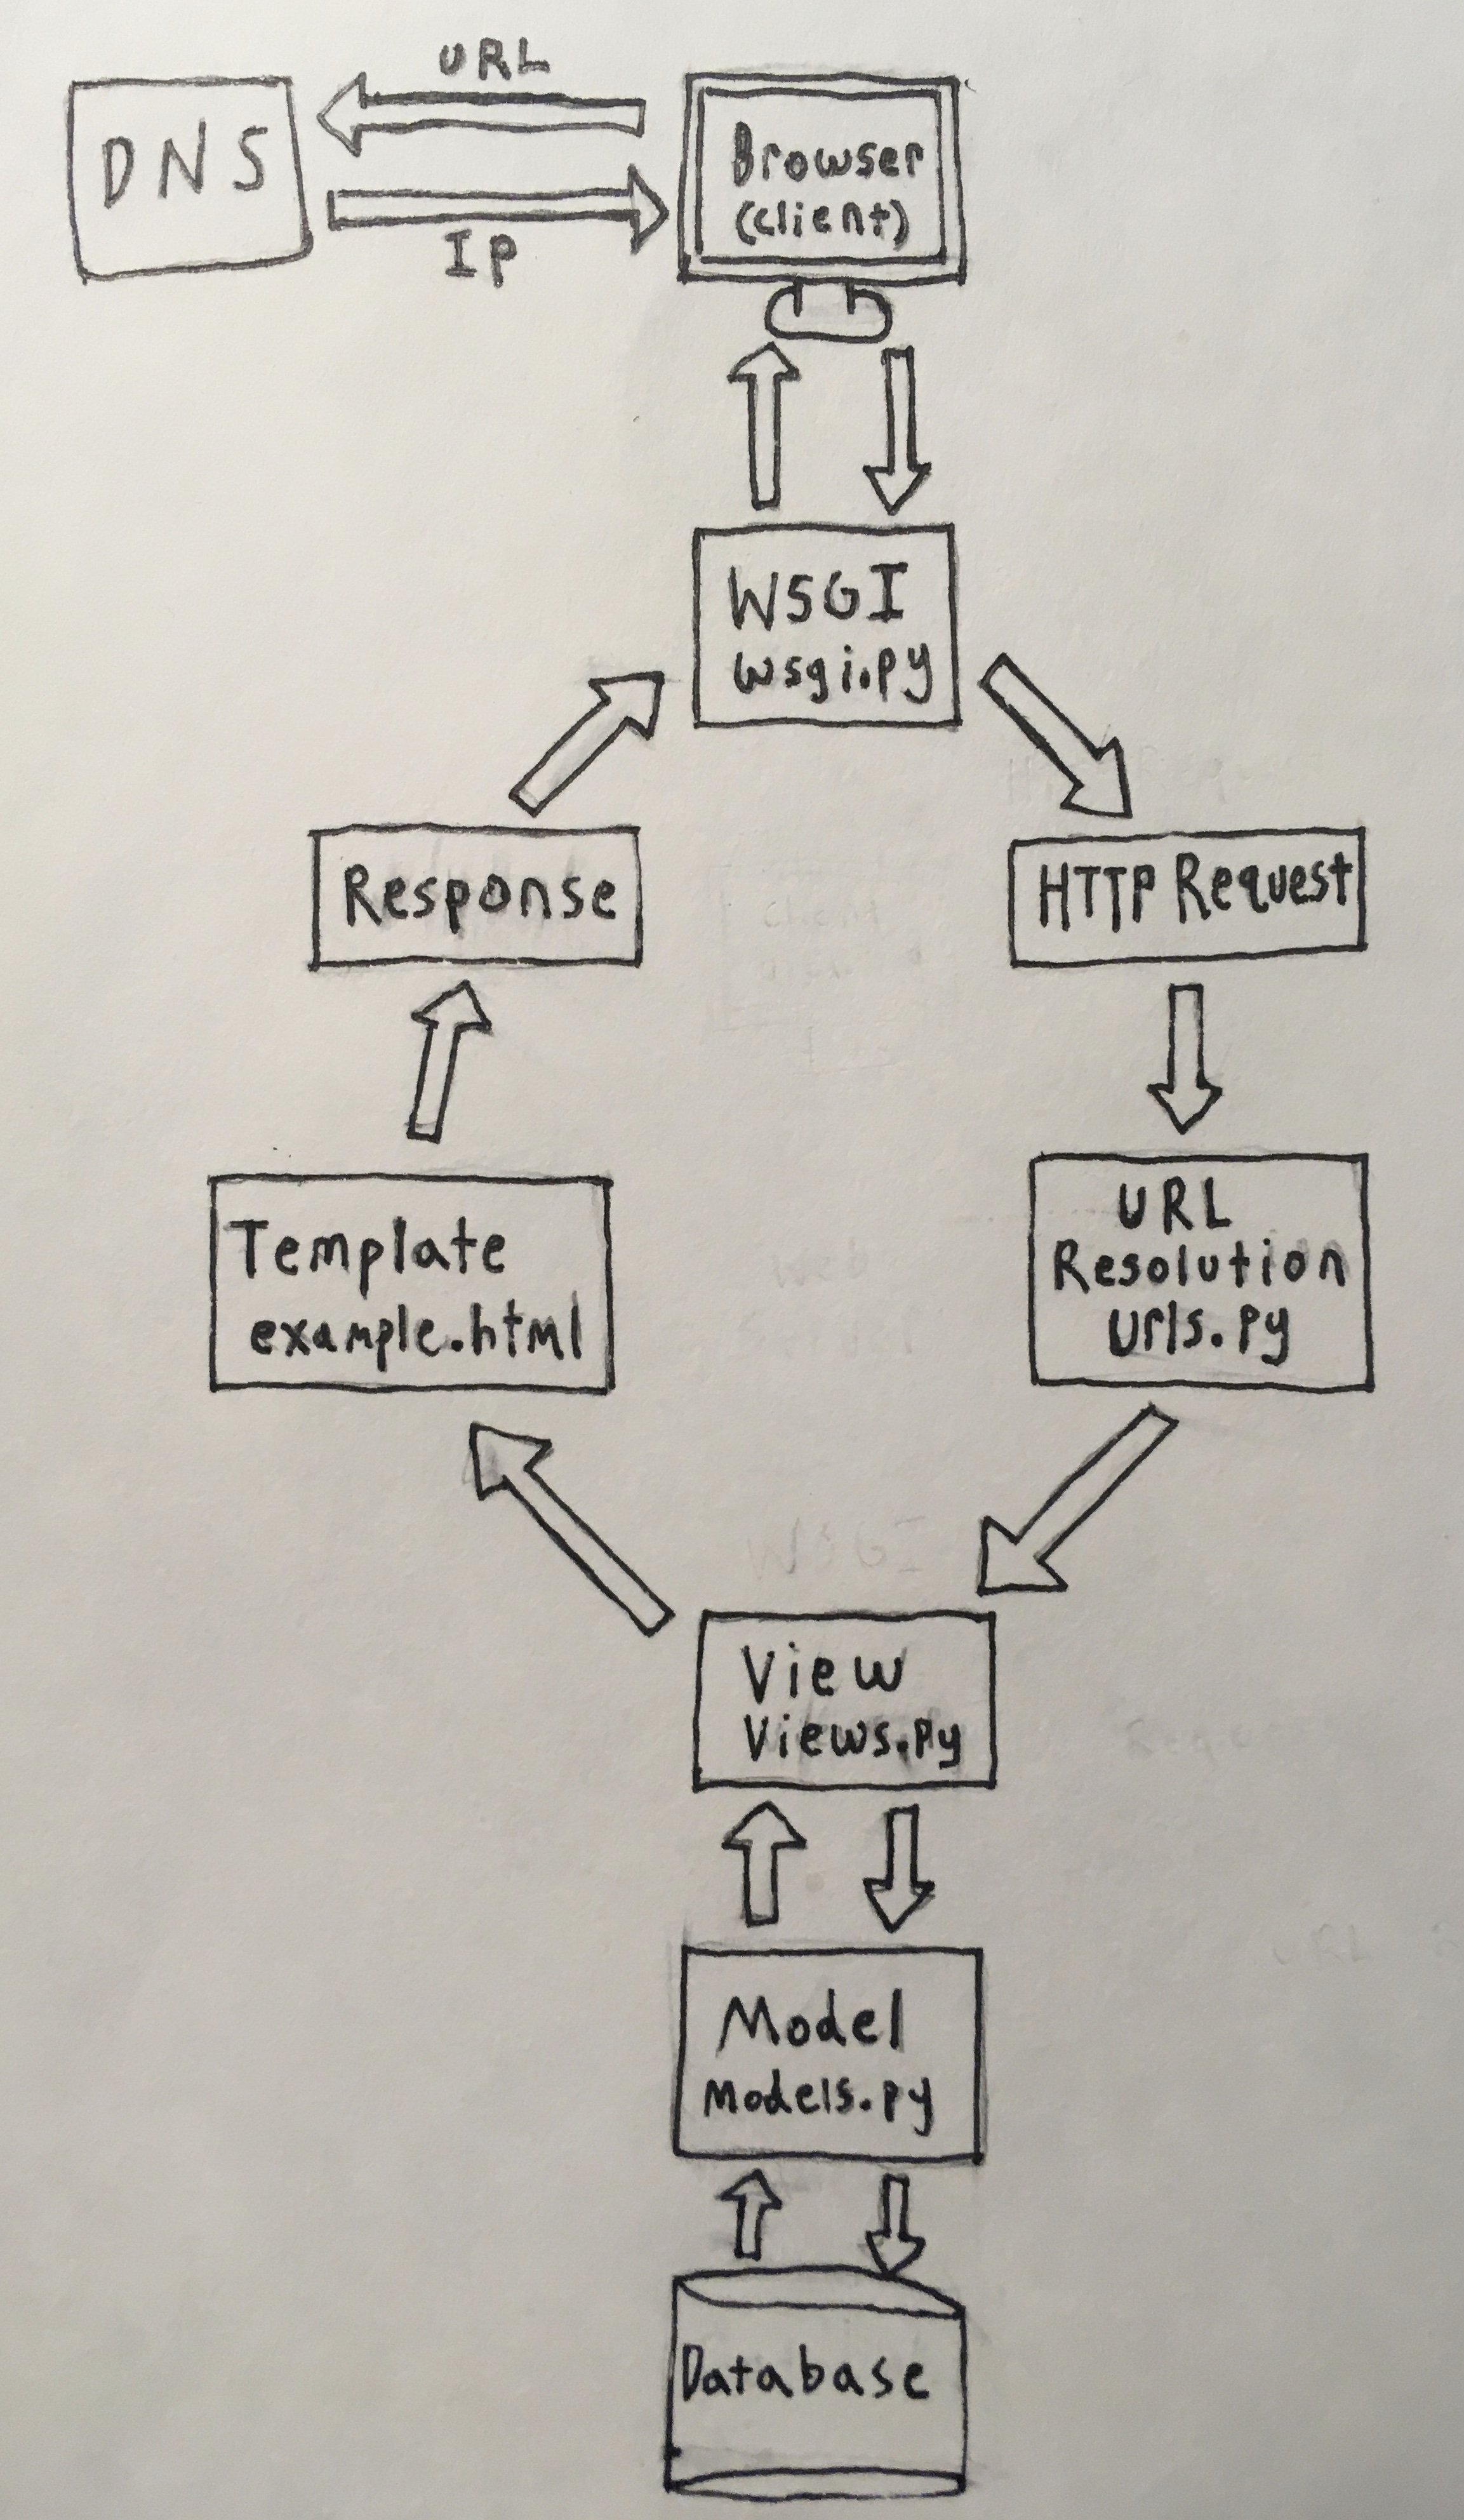 URL
DNS
Browser
(client)
IP
WSGI
wsgi.py
Response
HTTP Request
Template
example.html
URL
Resolution
urls.py
View
Views.py
Model
Models.py
Database